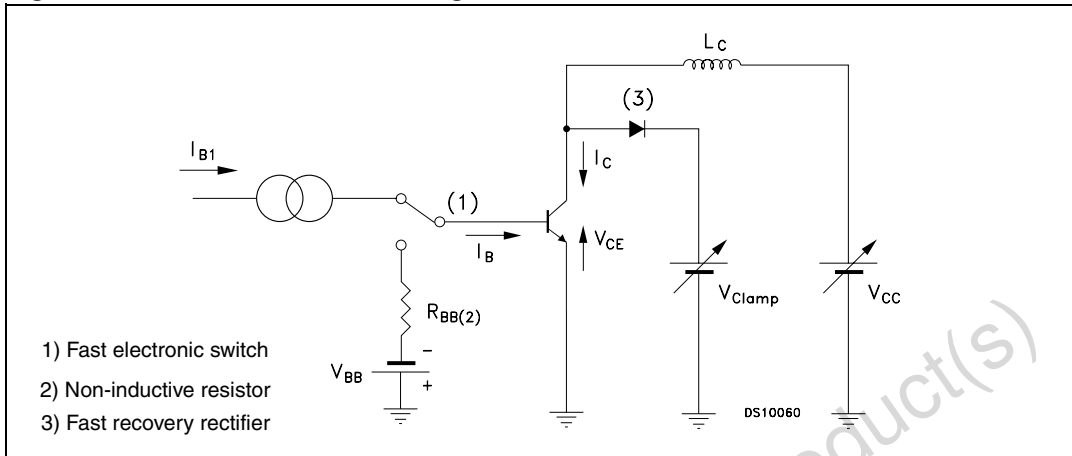 L_C
(3)
I_B1
I_C
(1)
I_B
V_CE
V_Clamp
V_CC
R_BB(2)
V_BB
−
+
1) Fast electronic switch
2) Non-inductive resistor
3) Fast recovery rectifier
DS10060
oduct(s)